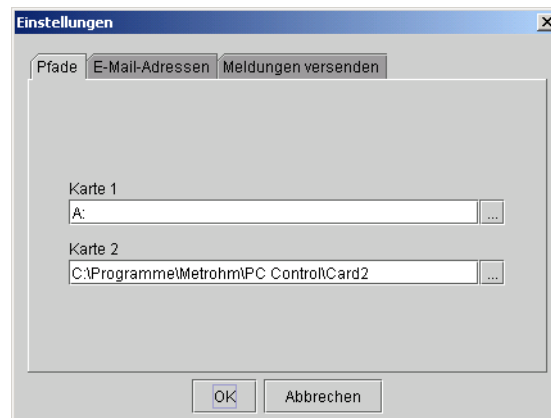 Einstellungen
Pfade E-Mail-Adressen Meldungen versenden
Karte 1
A:
...
Karte 2
C:\Programme\Metrohm\PC Control\Card2
...
OK Abbrechen